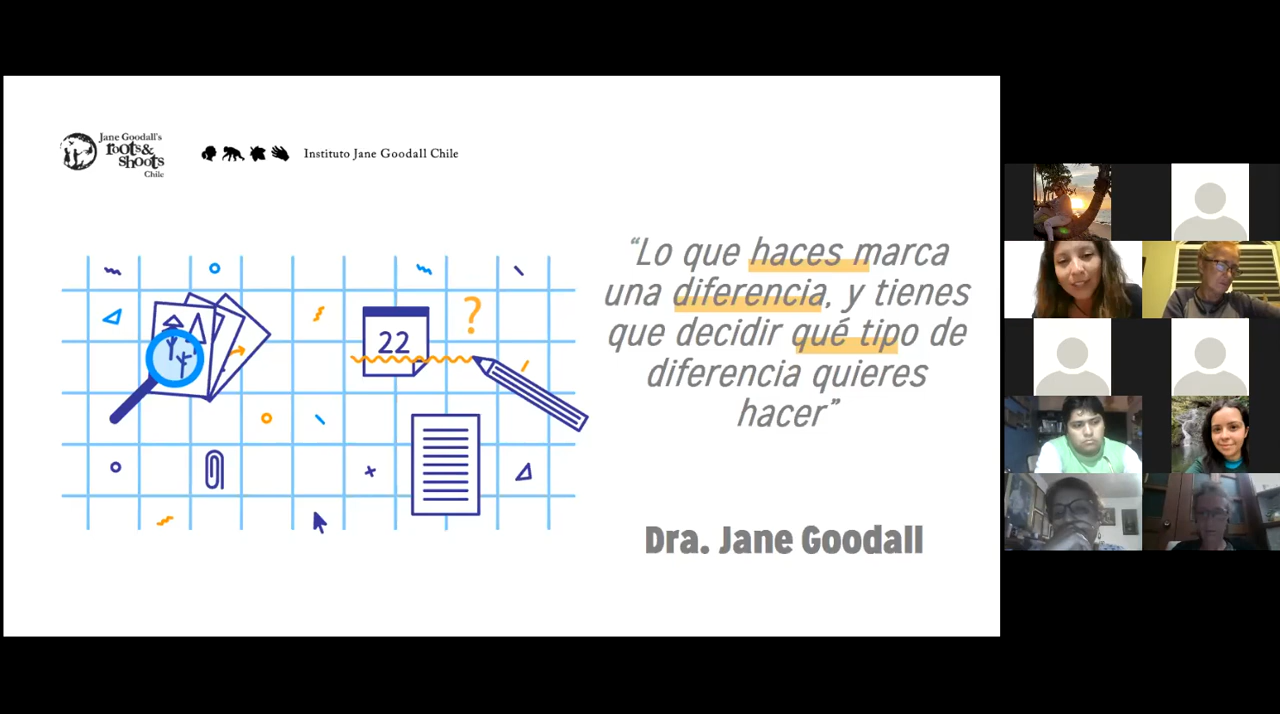 Jane Goodall's
roots&
shoots
Chile
Instituto Jane Goodall Chile
“Lo que haces marca
una diferencia, y tienes
que decidir qué tipo de
diferencia quieres
hacer”
22
?
Dra. Jane Goodall